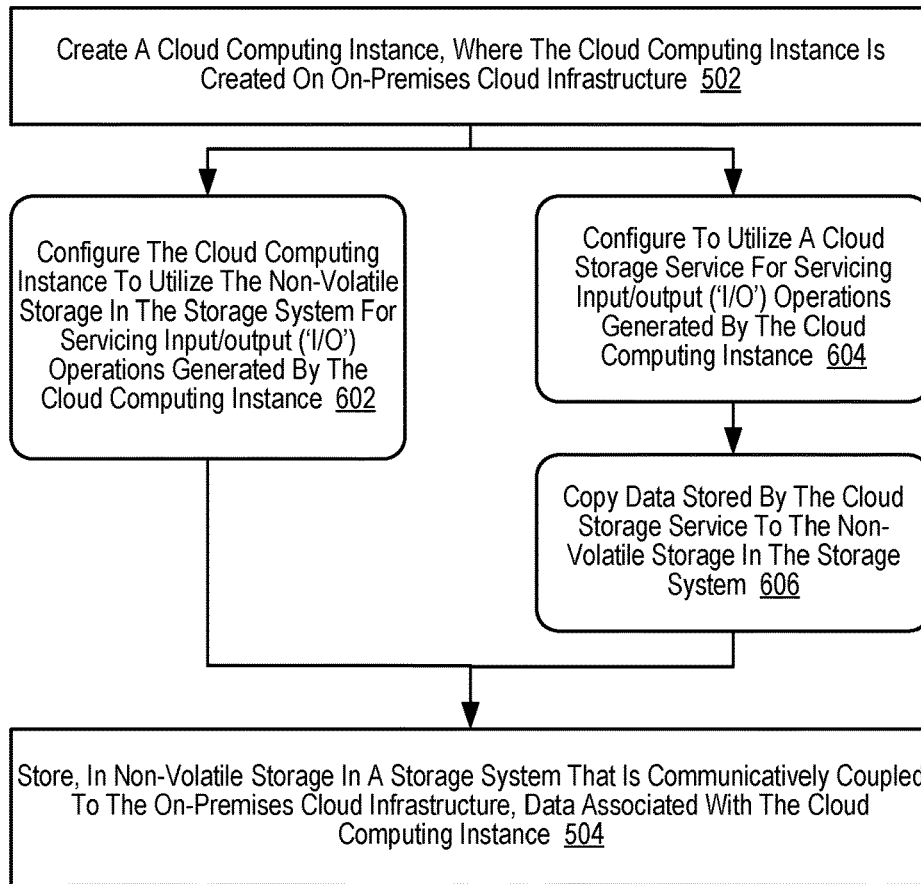 Create A Cloud Computing Instance, Where The Cloud Computing Instance Is
Created On On-Premises Cloud Infrastructure 502
Configure The Cloud Computing
Instance To Utilize The Non-Volatile
Storage In The Storage System For
Servicing Input/output (‘I/O’)
Operations Generated By The
Cloud Computing Instance 602
Configure To Utilize A Cloud
Storage Service For Servicing
Input/output (‘I/O’) Operations
Generated By The Cloud
Computing Instance 604
Copy Data Stored By The Cloud
Storage Service To The Non-
Volatile Storage In The Storage
System 606
Store, In Non-Volatile Storage In A Storage System That Is Communicatively Coupled
To The On-Premises Cloud Infrastructure, Data Associated With The Cloud
Computing Instance 504